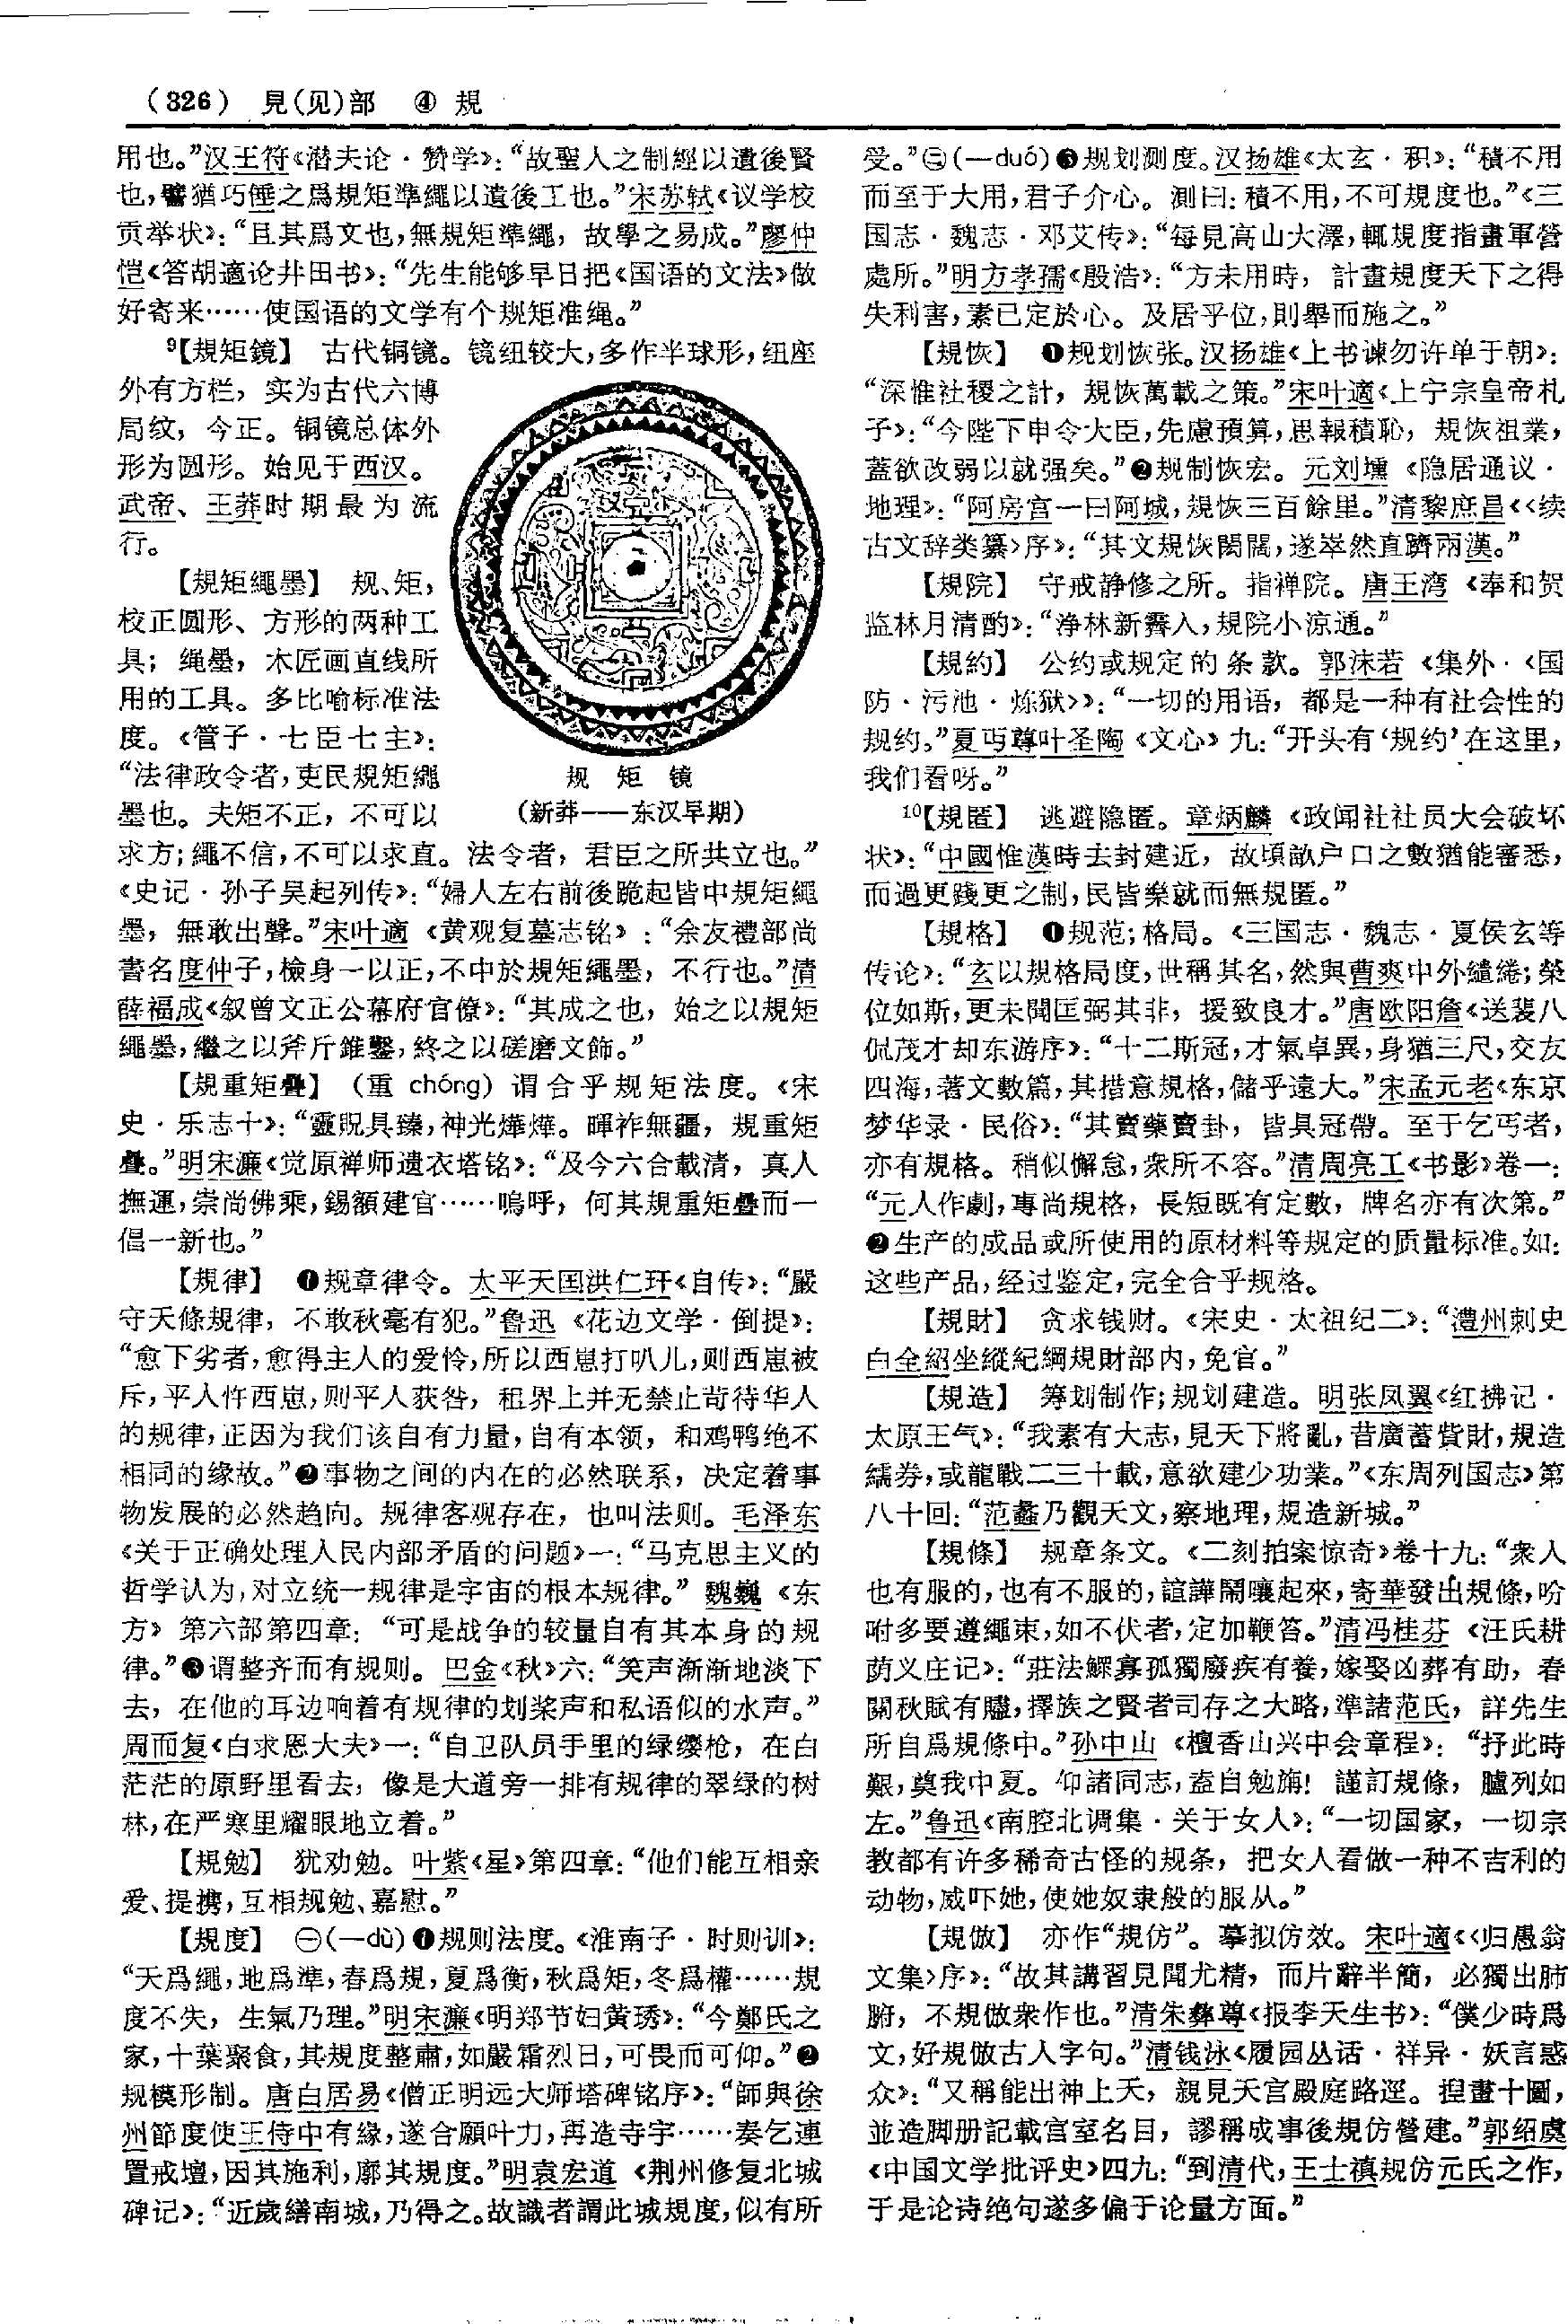 (326) 見(见)部 ④ 規
用也。”汉王符《潜夫论·赞学》：“故聖人之制經以遺後賢
也，譬猶巧倕之爲規矩準繩以遺後工也。”宋苏轼《议学校
贡举状》：“且其爲文也，無規矩準繩，故學之易成。”廖仲
恺《答胡適论井田书》：“先生能够早日把《国语的文法》做
好寄来……使国语的文学有个规矩准绳。”
⁹【規矩鏡】 古代铜镜。镜纽较大，多作半球形，纽座
外有方栏，实为古代六博
局纹，今正。铜镜总体外
形为圆形。始见于西汉。
武帝、王莽时期最为流
行。
【規矩繩墨】 规、矩，
校正圆形、方形的两种工
具；绳墨，木匠画直线所
用的工具。多比喻标准法
度。《管子·七臣七主》：
“法律政令者，吏民規矩繩
墨也。夫矩不正，不可以
规矩镜
(新莽——东汉早期)
求方；繩不信，不可以求直。法令者，君臣之所共立也。”
《史记·孙子吴起列传》：“婦人左右前後跪起皆中規矩繩
墨，無敢出聲。”宋叶適《黄观复墓志铭》：“余友禮部尚
書名度仲子，檢身一以正，不中於規矩繩墨，不行也。”清
薛福成《叙曾文正公幕府官僚》：“其成之也，始之以規矩
繩墨，繼之以斧斤錐鑿，終之以磋磨文飾。”
【規重矩疊】 (重 chóng) 谓合乎规矩法度。《宋
史·乐志十》：“靈貺具臻，神光燁燁。暉祚無疆，規重矩
疊。”明宋濂《觉原禅师遗衣塔铭》：“及今六合載清，真人
撫運，崇尚佛乘，錫額建官……嗚呼，何其規重矩疊而一
倡一新也。”
【規律】 ❶规章律令。太平天国洪仁玕《自传》：“嚴
守天條規律，不敢秋毫有犯。”鲁迅《花边文学·倒提》：
“愈下劣者，愈得主人的爱怜，所以西崽打叭儿，则西崽被
斥，平人忤西崽，则平人获咎，租界上并无禁止苛待华人
的规律，正因为我们该自有力量，自有本领，和鸡鸭绝不
相同的缘故。”❷事物之间的内在的必然联系，决定着事
物发展的必然趋向。规律客观存在，也叫法则。毛泽东
《关于正确处理人民内部矛盾的问题》一：“马克思主义的
哲学认为，对立统一规律是宇宙的根本规律。”魏巍《东
方》第六部第四章：“可是战争的较量自有其本身的规
律。”❸谓整齐而有规则。巴金《秋》六：“笑声渐渐地淡下
去，在他的耳边响着有规律的划桨声和私语似的水声。”
周而复《白求恩大夫》一：“自卫队员手里的绿缨枪，在白
茫茫的原野里看去，像是大道旁一排有规律的翠绿的树
林，在严寒里耀眼地立着。”
【規勉】 犹劝勉。叶紫《星》第四章：“他们能互相亲
爱、提携，互相规勉、嘉慰。”
【規度】 ㊀(—dù)❶规则法度。《淮南子·时则训》：
“天爲繩，地爲準，春爲規，夏爲衡，秋爲矩，冬爲權……規
度不失，生氣乃理。”明宋濂《明郑节妇黄琇》：“今鄭氏之
家，十葉聚食，其規度整肅，如嚴霜烈日，可畏而可仰。”❷
规模形制。唐白居易《僧正明远大师塔碑铭序》：“師與徐
州節度使王侍中有緣，遂合願叶力，再造寺宇……奏乞連
置戒壇，因其施利，廓其規度。”明袁宏道《荆州修复北城
碑记》：“近歲繕南城，乃得之。故識者謂此城規度，似有所
受。”㊁(—duó)❸规划测度。汉扬雄《太玄·积》：“積不用
而至于大用，君子介心。測曰：積不用，不可規度也。”《三
国志·魏志·邓艾传》：“每見高山大澤，輒規度指畫軍營
處所。”明方孝孺《殷浩》：“方未用時，計畫規度天下之得
失利害，素已定於心。及居乎位，則舉而施之。”
【規恢】 ❶规划恢张。汉扬雄《上书谏勿许单于朝》：
“深惟社稷之計，規恢萬載之策。”宋叶適《上宁宗皇帝札
子》：“今陛下申令大臣，先慮預算，思報積恥，規恢祖業，
蓋欲改弱以就强矣。”❷规制恢宏。元刘壎《隐居通议·
地理》：“阿房宫一曰阿城，規恢三百餘里。”清黎庶昌《〈续
古文辞类纂〉序》：“其文規恢閎闊，遂崒然直躋兩漢。”
【規院】 守戒静修之所。指禅院。唐王湾《奉和贺
监林月清酌》：“净林新霽入，規院小凉通。”
【規約】 公约或规定的条款。郭沫若《集外·〈国
防·污池·炼狱〉》：“一切的用语，都是一种有社会性的
规约。”夏丏尊叶圣陶《文心》九：“开头有‘规约’在这里，
我们看呀。”
¹⁰【規匿】 逃避隐匿。章炳麟《政闻社社员大会破坏
状》：“中國惟漢時去封建近，故頃畝户口之數猶能審悉，
而過更踐更之制，民皆樂就而無規匿。”
【規格】 ❶规范；格局。《三国志·魏志·夏侯玄等
传论》：“玄以規格局度，世稱其名，然與曹爽中外繾綣；榮
位如斯，更未聞匡弼其非，援致良才。”唐欧阳詹《送裴八
侃茂才却东游序》：“十二斯冠，才氣卓異，身猶三尺，交友
四海，著文數篇，其措意規格，儲乎遠大。”宋孟元老《东京
梦华录·民俗》：“其賣藥賣卦，皆具冠帶。至于乞丐者，
亦有規格。稍似懈怠，衆所不容。”清周亮工《书影》卷一：
“元人作劇，專尚規格，長短既有定數，牌名亦有次第。”
❷生产的成品或所使用的原材料等规定的质量标准。如：
这些产品，经过鉴定，完全合乎规格。
【規財】 贪求钱财。《宋史·太祖纪二》：“澧州刺史
白全紹坐縱紀綱規財部内，免官。”
【規造】 筹划制作；规划建造。明张凤翼《红拂记·
太原王气》：“我素有大志，見天下將亂，昔廣蓄貲財，規造
繻券，或龍戰二三十載，意欲建少功業。”《东周列国志》第
八十回：“范蠡乃觀天文，察地理，規造新城。”
【規條】 规章条文。《二刻拍案惊奇》卷十九：“衆人
也有服的，也有不服的，諠譁鬧嚷起來，寄華發出規條，吩
咐多要遵繩束，如不伏者，定加鞭笞。”清冯桂芬《汪氏耕
荫义庄记》：“莊法鰥寡孤獨廢疾有養，嫁娶凶葬有助，春
闈秋賦有贐，擇族之賢者司存之大略，準諸范氏，詳先生
所自爲規條中。”孙中山《檀香山兴中会章程》：“抒此時
艱，奠我中夏。仰諸同志，盍自勉旃！謹訂規條，臚列如
左。”鲁迅《南腔北调集·关于女人》：“一切国家，一切宗
教都有许多稀奇古怪的规条，把女人看做一种不吉利的
动物，威吓她，使她奴隶般的服从。”
【規倣】 亦作“規仿”。摹拟仿效。宋叶適《〈归愚翁
文集〉序》：“故其講習見聞尤精，而片辭半簡，必獨出肺
腑，不規倣衆作也。”清朱彝尊《报李天生书》：“僕少時爲
文，好規倣古人字句。”清钱泳《履园丛话·祥异·妖言惑
众》：“又稱能出神上天，親見天宫殿庭路逕。揑畫十圖，
並造脚册記載宫室名目，謬稱成事後規仿營建。”郭绍虞
《中国文学批评史》四九：“到清代，王士禛规仿元氏之作，
于是论诗绝句遂多偏于论量方面。”